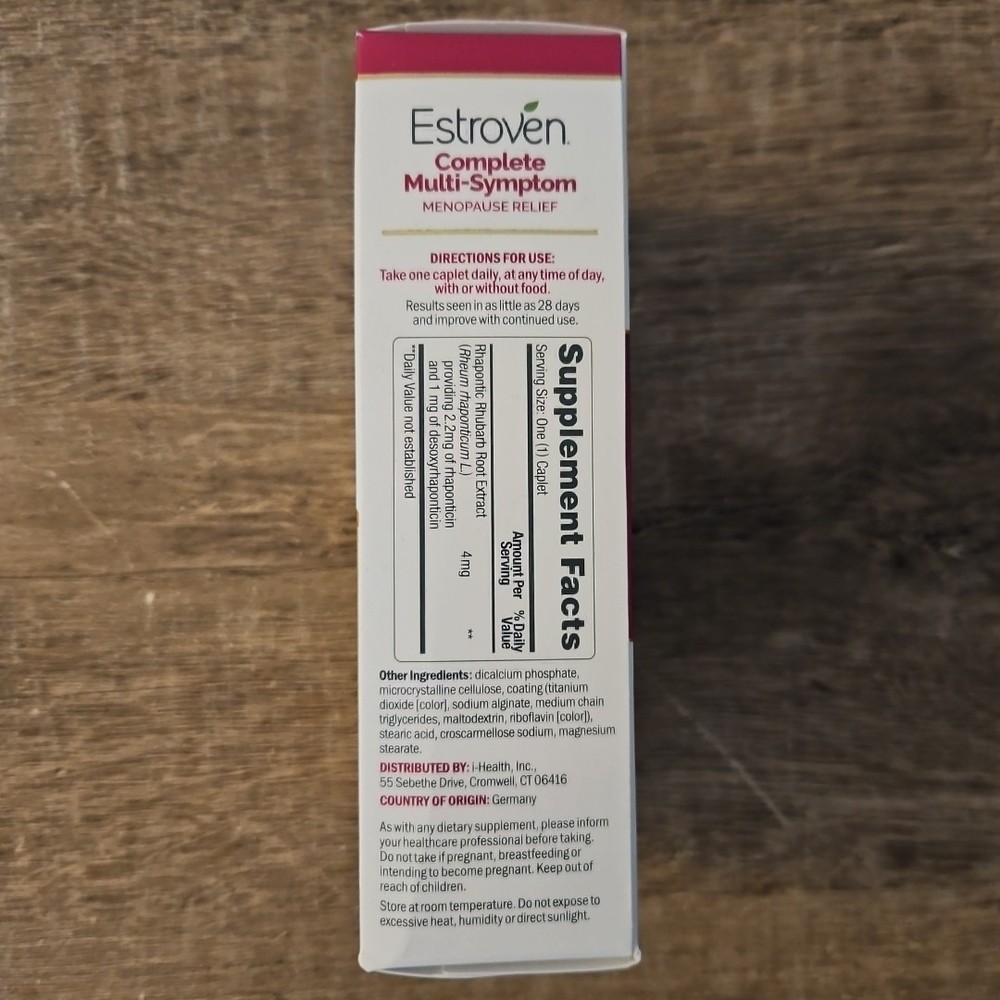 Estroven.
Complete
Multi-Symptom
MENOPAUSE RELIEF
DIRECTIONS FOR USE:
Take one caplet daily, at any time of day,
with or without food.
Results seen in as little as 28 days
and improve with continued use.
Supplement Facts
Serving Size: One (1) Caplet
Amount Per Serving % Daily Value
Rhapontic Rhubarb Root Extract
(Rheum rhaponticum L.) 4mg **
providing 2.2mg of rhaponticin
and 1 mg of desoxyrhaponticin
**Daily Value not established
Other Ingredients: dicalcium phosphate,
microcrystalline cellulose, coating (titanium
dioxide [color], sodium alginate, medium chain
triglycerides, maltodextrin, riboflavin [color]),
stearic acid, croscarmellose sodium, magnesium
stearate.
DISTRIBUTED BY: i-Health, Inc.,
55 Sebethe Drive, Cromwell, CT 06416
COUNTRY OF ORIGIN: Germany
As with any dietary supplement, please inform
your healthcare professional before taking.
Do not take if pregnant, breastfeeding or
intending to become pregnant. Keep out of
reach of children.
Store at room temperature. Do not expose to
excessive heat, humidity or direct sunlight.